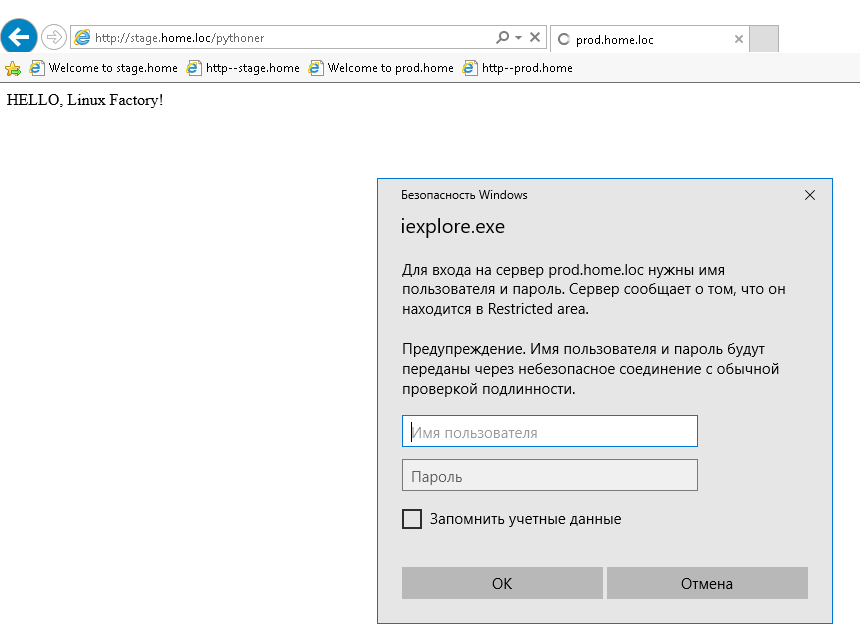 http://stage.home.loc/pythoner
prod.home.loc
Welcome to stage.home
http--stage.home
Welcome to prod.home
http--prod.home
HELLO, Linux Factory!
Безопасность Windows
iexplore.exe
Для входа на сервер prod.home.loc нужны имя
пользователя и пароль. Сервер сообщает о том, что он
находится в Restricted area.
Предупреждение. Имя пользователя и пароль будут
переданы через небезопасное соединение с обычной
проверкой подлинности.
Имя пользователя
Пароль
Запомнить учетные данные
ОК
Отмена